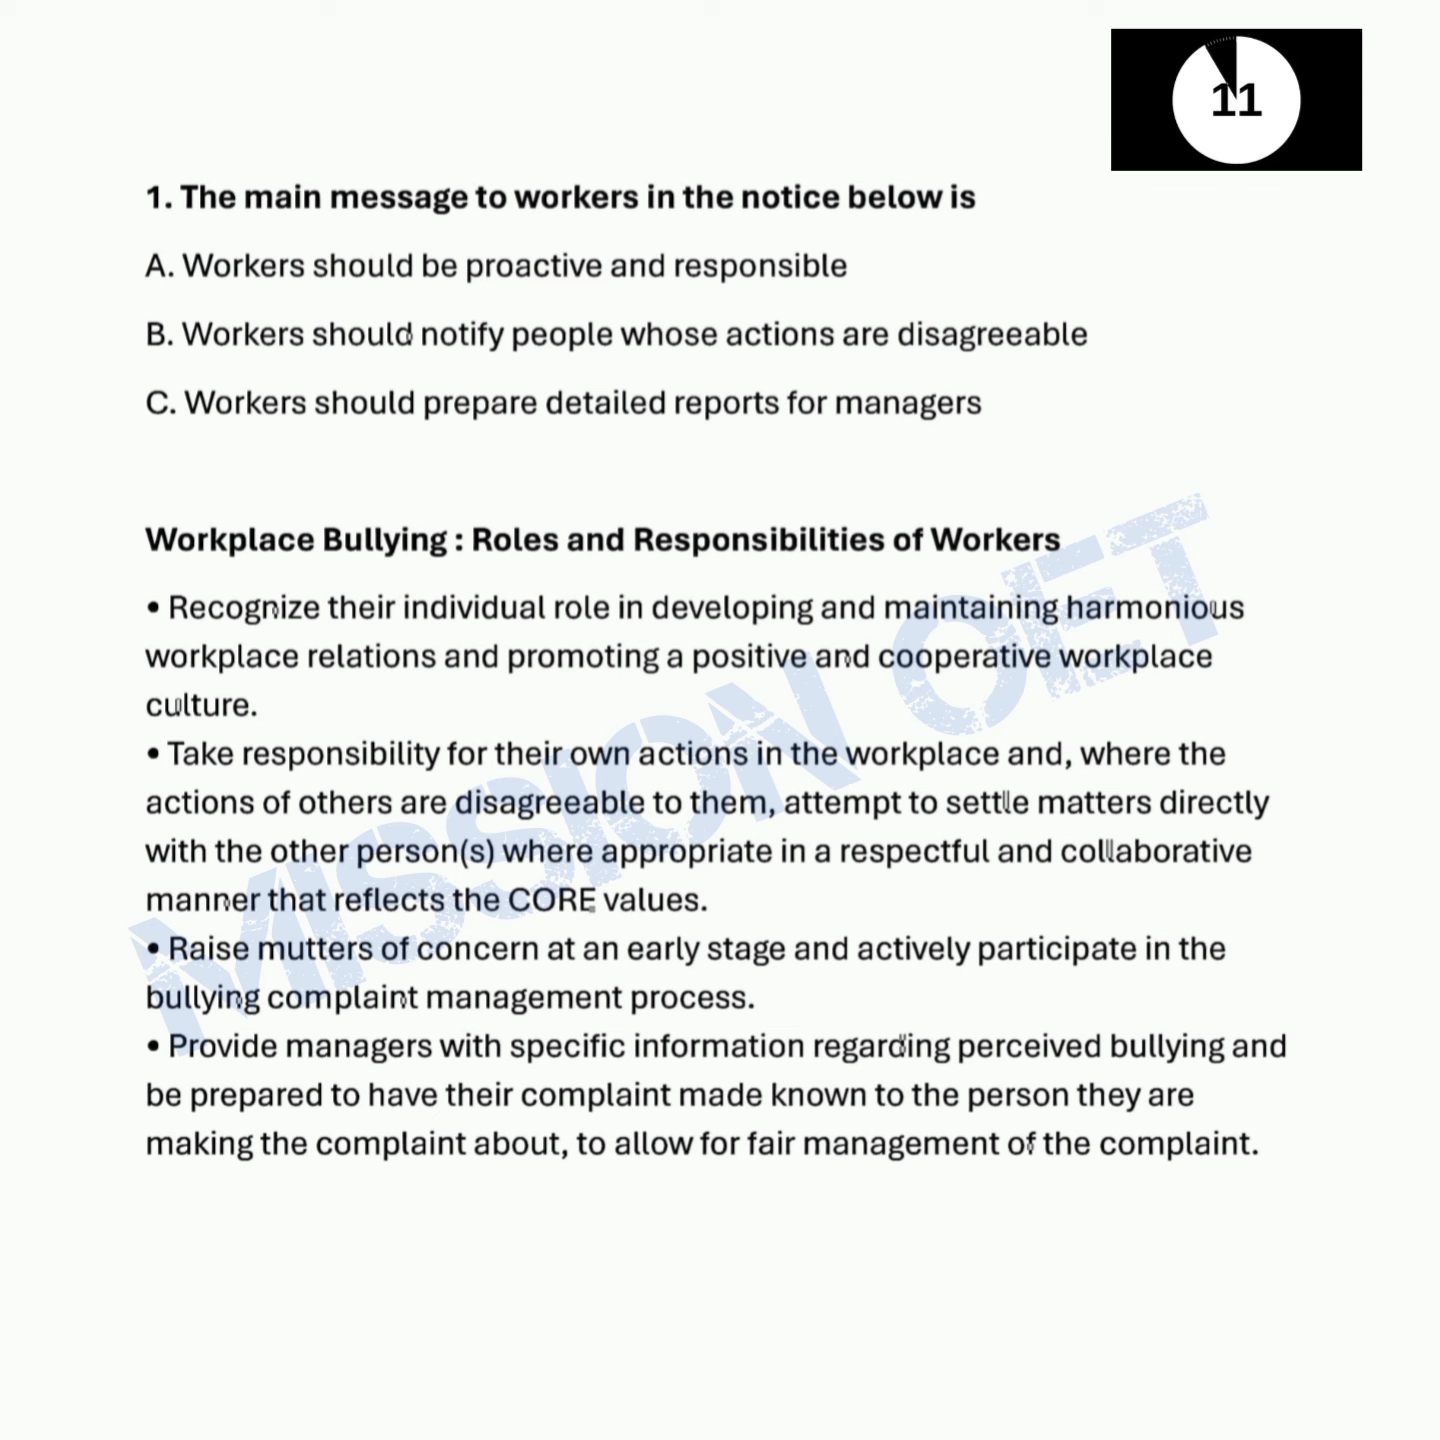 11
1. The main message to workers in the notice below is
A. Workers should be proactive and responsible
B. Workers should notify people whose actions are disagreeable
C. Workers should prepare detailed reports for managers
Workplace Bullying : Roles and Responsibilities of Workers
• Recognize their individual role in developing and maintaining harmonious
workplace relations and promoting a positive and cooperative workplace
culture.
• Take responsibility for their own actions in the workplace and, where the
actions of others are disagreeable to them, attempt to settle matters directly
with the other person(s) where appropriate in a respectful and collaborative
manner that reflects the CORE values.
• Raise mutters of concern at an early stage and actively participate in the
bullying complaint management process.
• Provide managers with specific information regarding perceived bullying and
be prepared to have their complaint made known to the person they are
making the complaint about, to allow for fair management of the complaint.
MISSION OET